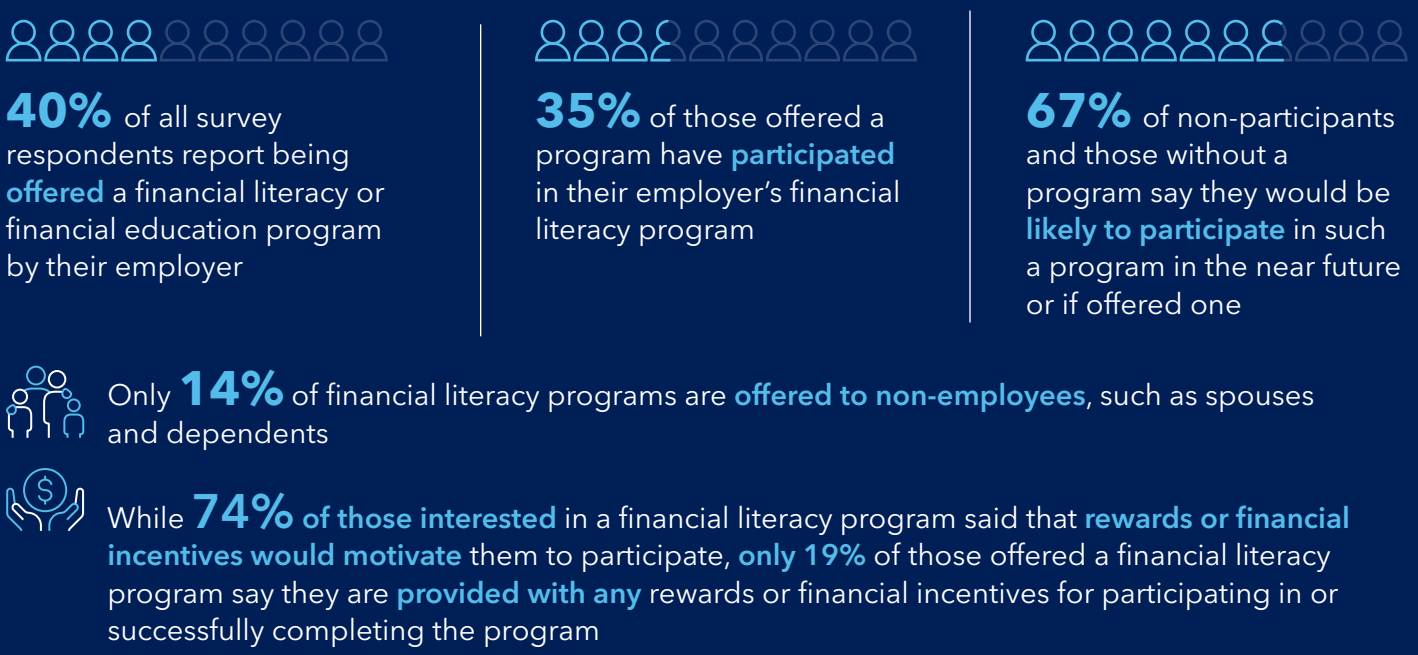 40% of all survey
respondents report being
offered a financial literacy or
financial education program
by their employer
35% of those offered a
program have participated
in their employer’s financial
literacy program
67% of non-participants
and those without a
program say they would be
likely to participate in such
a program in the near future
or if offered one
Only 14% of financial literacy programs are offered to non-employees, such as spouses
and dependents
$
While 74% of those interested in a financial literacy program said that rewards or financial
incentives would motivate them to participate, only 19% of those offered a financial literacy
program say they are provided with any rewards or financial incentives for participating in or
successfully completing the program